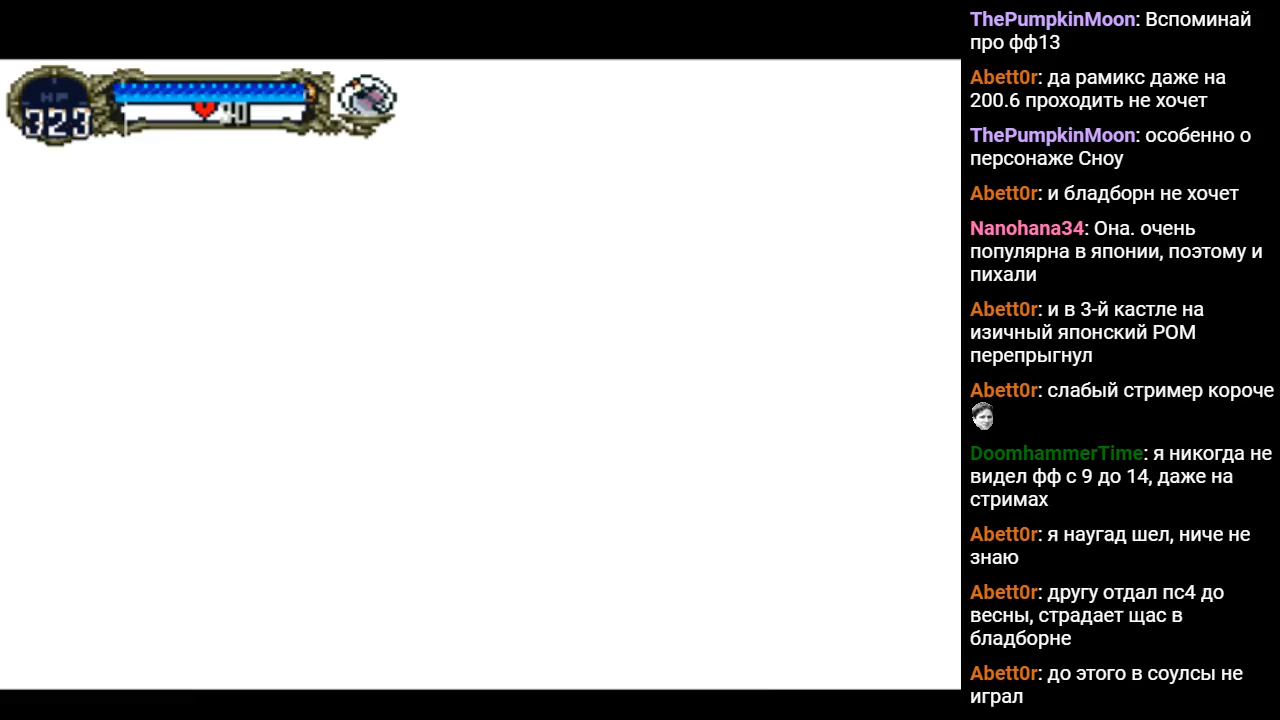 HP
323
90
ThePumpkinMoon: Вспоминай
про фф13
Abett0r: да рамикс даже на
200.6 проходить не хочет
ThePumpkinMoon: особенно о
персонаже Сноу
Abett0r: и бладборн не хочет
Nanohana34: Она. очень
популярна в японии, поэтому и
пихали
Abett0r: и в 3-й кастле на
изичный японский РОМ
перепрыгнул
Abett0r: слабый стример короче
DoomhammerTime: я никогда не
видел фф с 9 до 14, даже на
стримах
Abett0r: я наугад шел, ниче не
знаю
Abett0r: другу отдал пс4 до
весны, страдает щас в
бладборне
Abett0r: до этого в соулсы не
играл